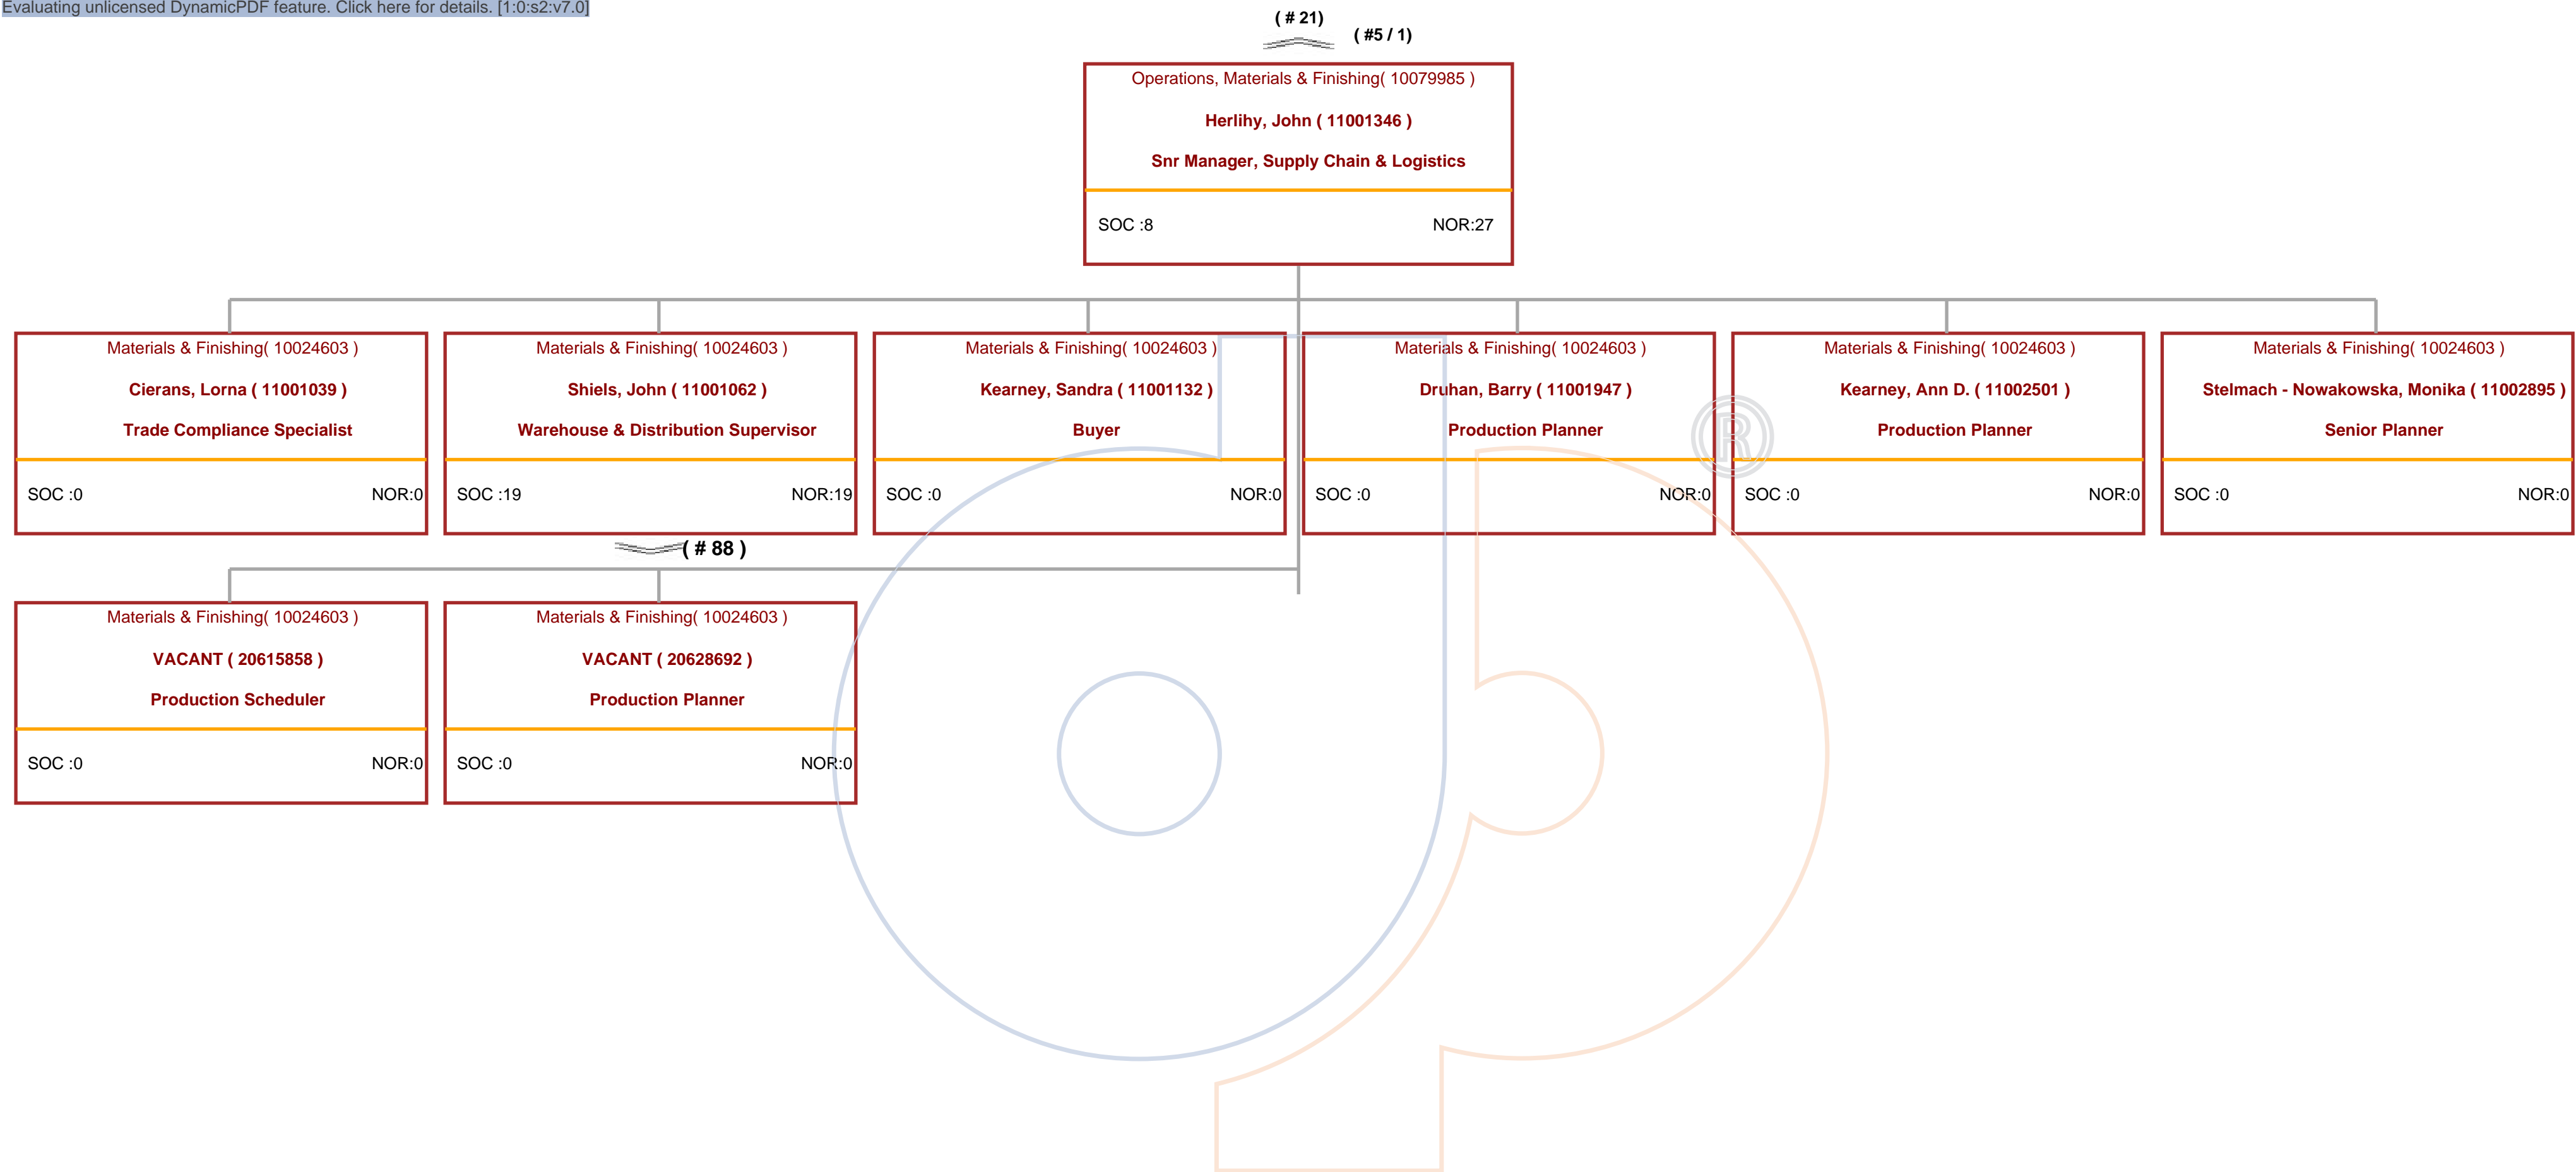 Evaluating unlicensed DynamicPDF feature. Click here for details. [1:0:s2:v7.0]
( # 21)
( #5 / 1)
Operations, Materials & Finishing( 10079985 )
Herlihy, John ( 11001346 )
Snr Manager, Supply Chain & Logistics
SOC :8 NOR:27
Materials & Finishing( 10024603 )
Cierans, Lorna ( 11001039 )
Trade Compliance Specialist
SOC :0 NOR:0
Materials & Finishing( 10024603 )
Shiels, John ( 11001062 )
Warehouse & Distribution Supervisor
SOC :19 NOR:19
( # 88 )
Materials & Finishing( 10024603 )
Kearney, Sandra ( 11001132 )
Buyer
SOC :0 NOR:0
Materials & Finishing( 10024603 )
Druhan, Barry ( 11001947 )
Production Planner
SOC :0 NOR:0
Materials & Finishing( 10024603 )
Kearney, Ann D. ( 11002501 )
Production Planner
SOC :0 NOR:0
Materials & Finishing( 10024603 )
Stelmach - Nowakowska, Monika ( 11002895 )
Senior Planner
SOC :0 NOR:0
Materials & Finishing( 10024603 )
VACANT ( 20615858 )
Production Scheduler
SOC :0 NOR:0
Materials & Finishing( 10024603 )
VACANT ( 20628692 )
Production Planner
SOC :0 NOR:0
®